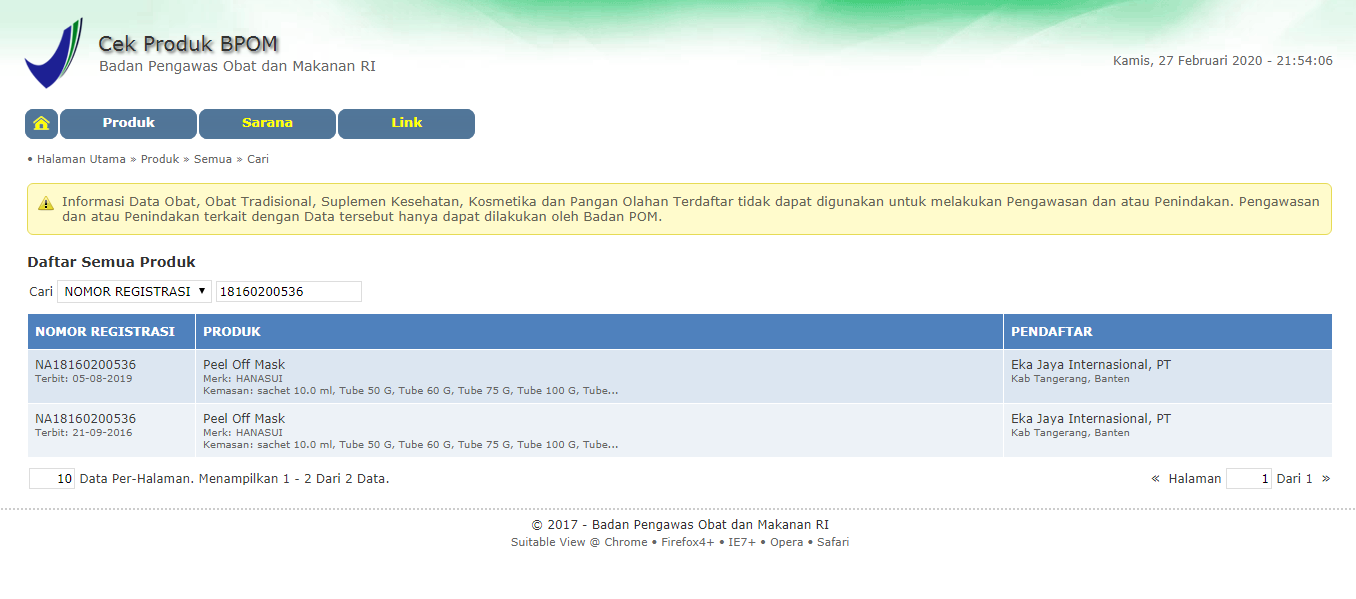 Cek Produk BPOM
Badan Pengawas Obat dan Makanan RI
Kamis, 27 Februari 2020 - 21:54:06
Produk Sarana Link
• Halaman Utama » Produk » Semua » Cari
Informasi Data Obat, Obat Tradisional, Suplemen Kesehatan, Kosmetika dan Pangan Olahan Terdaftar tidak dapat digunakan untuk melakukan Pengawasan dan atau Penindakan. Pengawasan
dan atau Penindakan terkait dengan Data tersebut hanya dapat dilakukan oleh Badan POM.
Daftar Semua Produk
Cari NOMOR REGISTRASI 18160200536
NOMOR REGISTRASI PRODUK PENDAFTAR
NA18160200536 Peel Off Mask Eka Jaya Internasional, PT
Terbit: 05-08-2019 Merk: HANASUI Kab Tangerang, Banten
Kemasan: sachet 10.0 ml, Tube 50 G, Tube 60 G, Tube 75 G, Tube 100 G, Tube...
NA18160200536 Peel Off Mask Eka Jaya Internasional, PT
Terbit: 21-09-2016 Merk: HANASUI Kab Tangerang, Banten
Kemasan: sachet 10.0 ml, Tube 50 G, Tube 60 G, Tube 75 G, Tube 100 G, Tube...
10 Data Per-Halaman. Menampilkan 1 - 2 Dari 2 Data. « Halaman 1 Dari 1 »
© 2017 - Badan Pengawas Obat dan Makanan RI
Suitable View @ Chrome • Firefox4+ • IE7+ • Opera • Safari